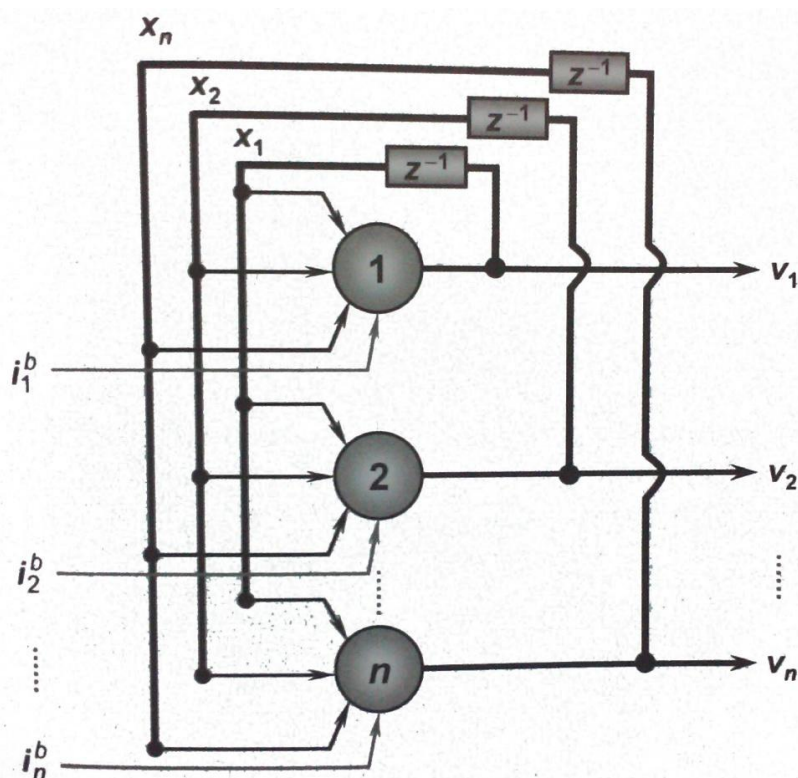 xₙ
z⁻¹
x₂
z⁻¹
x₁
z⁻¹
1
v₁
i₁ᵇ
2
v₂
i₂ᵇ
n
vₙ
iₙᵇ